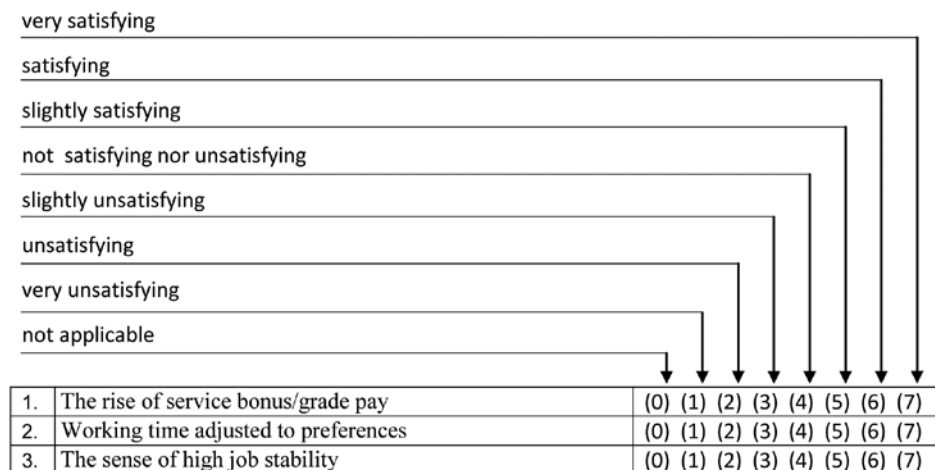 very satisfying
satisfying
slightly satisfying
not satisfying nor unsatisfying
slightly unsatisfying
unsatisfying
very unsatisfying
not applicable
1. The rise of service bonus/grade pay (0) (1) (2) (3) (4) (5) (6) (7)
2. Working time adjusted to preferences (0) (1) (2) (3) (4) (5) (6) (7)
3. The sense of high job stability (0) (1) (2) (3) (4) (5) (6) (7)